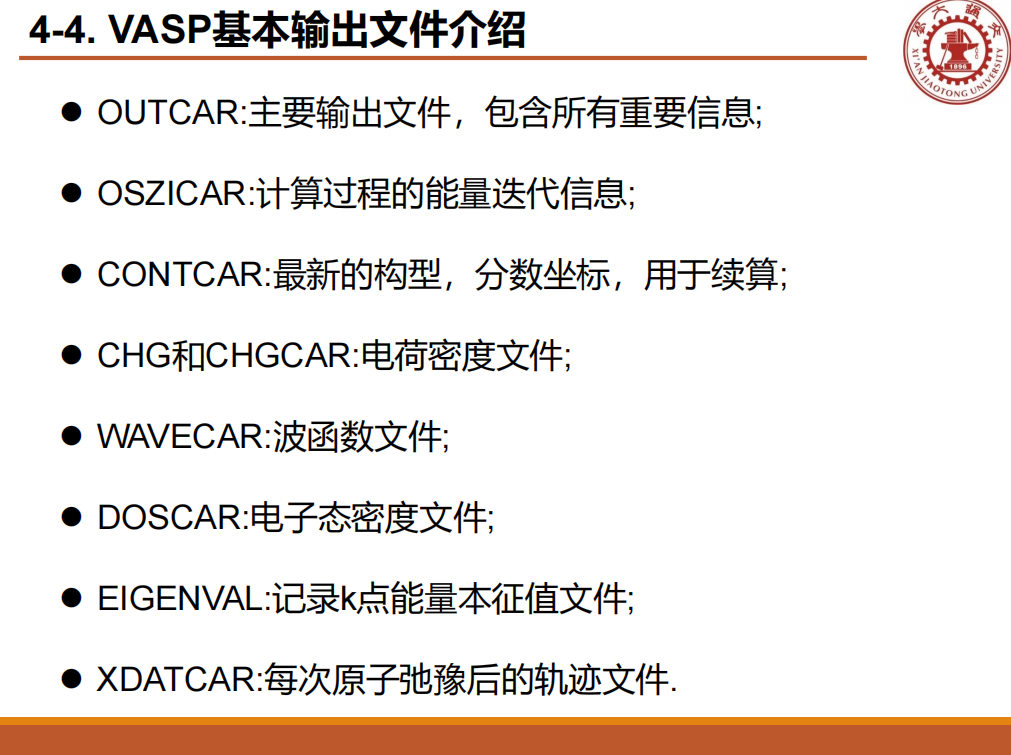 4-4. VASP基本输出文件介绍
XI'AN JIAOTONG UNIVERSITY
1896
● OUTCAR:主要输出文件，包含所有重要信息;
● OSZICAR:计算过程的能量迭代信息;
● CONTCAR:最新的构型，分数坐标，用于续算;
● CHG和CHGCAR:电荷密度文件;
● WAVECAR:波函数文件;
● DOSCAR:电子态密度文件;
● EIGENVAL:记录k点能量本征值文件;
● XDATCAR:每次原子弛豫后的轨迹文件.